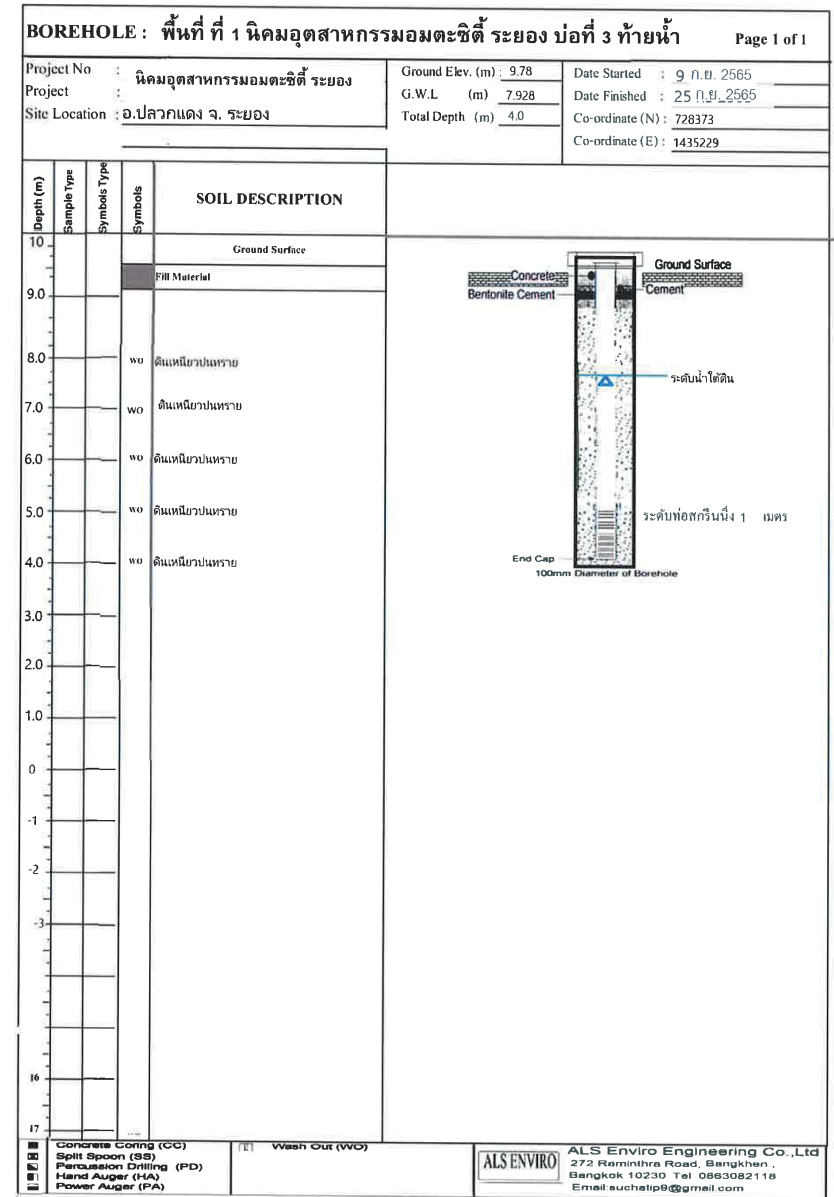 BOREHOLE : พื้นที่ ที่ 1 นิคมอุตสาหกรรมอมตะซิตี้ ระยอง บ่อที่ 3 ท้ายน้ำ Page 1 of 1
Project No :
Project : นิคมอุตสาหกรรมอมตะซิตี้ ระยอง
Site Location : อ.ปลวกแดง จ. ระยอง
Ground Elev. (m) : 9.78
G.W.L (m) 7.928
Total Depth (m) 4.0
Date Started : 9 ก.ย. 2565
Date Finished : 25 ก.ย. 2565
Co-ordinate (N) : 728373
Co-ordinate (E) : 1435229
Depth (m)
Sample Type
Symbols Type
Symbols
SOIL DESCRIPTION
10
Ground Surface
Fill Material
9.0
8.0 WO ดินเหนียวปนทราย
7.0 WO ดินเหนียวปนทราย
6.0 WO ดินเหนียวปนทราย
5.0 WO ดินเหนียวปนทราย
4.0 WO ดินเหนียวปนทราย
3.0
2.0
1.0
0
-1
-2
-3
16
17
Ground Surface
Concrete
Cement
Bentonite Cement
ระดับน้ำใต้ดิน
ระดับท่อสกรีนนิ่ง 1 เมตร
End Cap
100mm Diameter of Borehole
Concrete Coring (CC)
Split Spoon (SS)
Percussion Drilling (PD)
Hand Auger (HA)
Power Auger (PA)
Wash Out (WO)
ALS ENVIRO
ALS Enviro Engineering Co.,Ltd
272 Raminthra Road, Bangkhen ,
Bangkok 10230 Tel 0863082118
Email:suchatip9@gmail.com